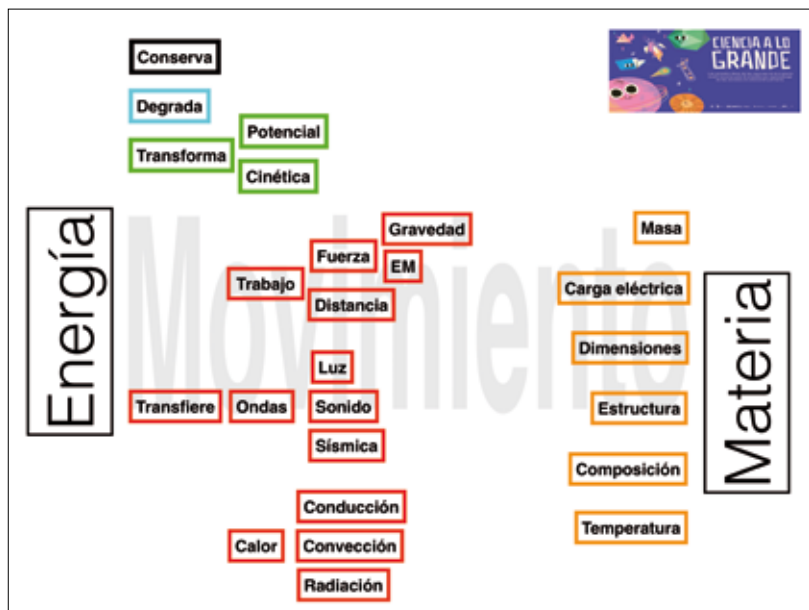 Conserva
CIENCIA A LO
GRANDE
Degrada
Potencial
Transforma
Cinética
Energía
Movimiento
Gravedad
Masa
Fuerza
EM
Trabajo
Carga eléctrica
Distancia
Materia
Dimensiones
Luz
Transfiere
Ondas
Sonido
Estructura
Sísmica
Composición
Conducción
Temperatura
Calor
Convección
Radiación